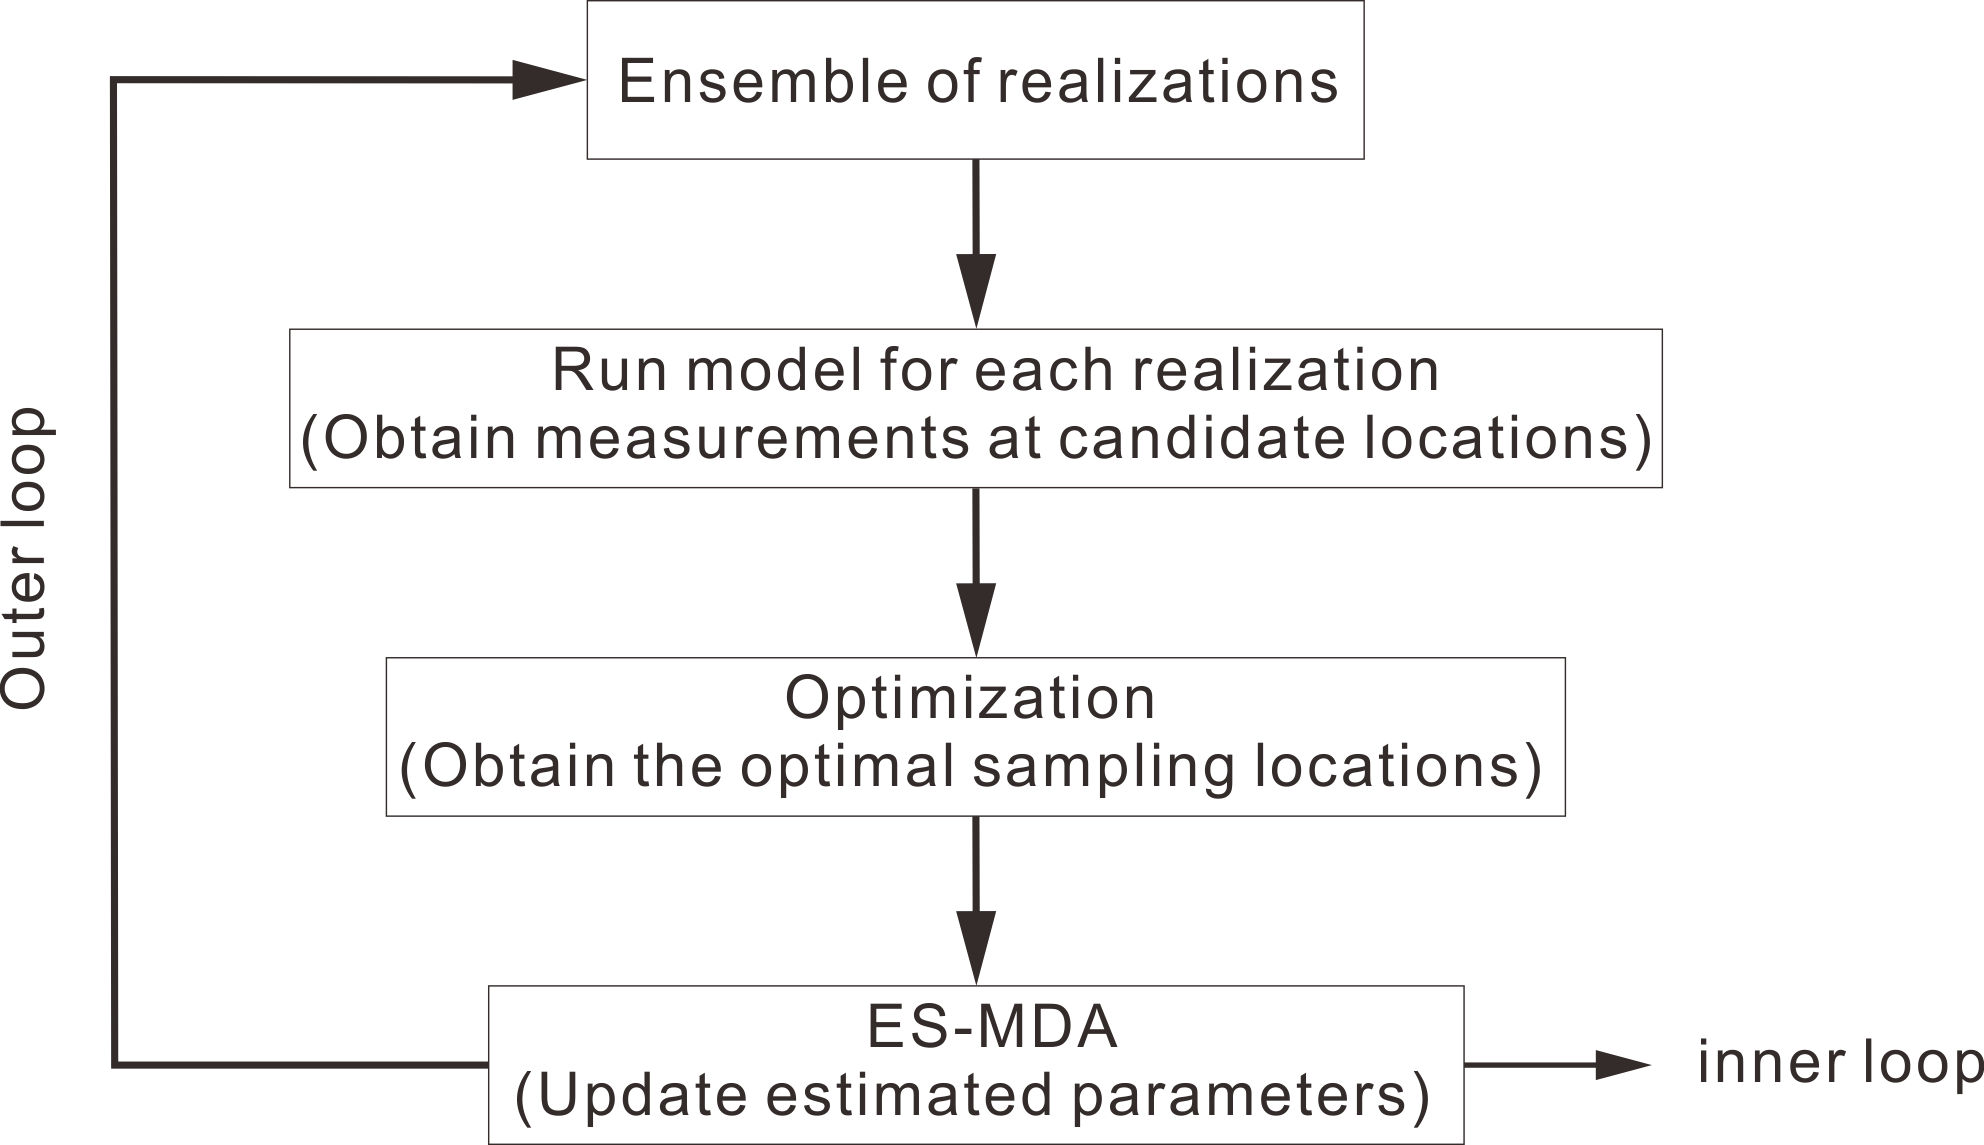 Ensemble of realizations
Run model for each realization
(Obtain measurements at candidate locations)
Outer loop
Optimization
(Obtain the optimal sampling locations)
ES-MDA
(Update estimated parameters)
inner loop